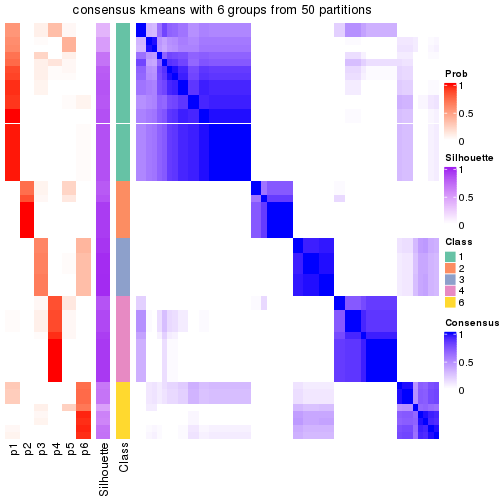 consensus kmeans with 6 groups from 50 partitions
Prob
1
0.5
0
Silhouette
1
0.5
0
Class
1
2
3
4
6
Consensus
1
0.5
0
p1
p2
p3
p4
p5
p6
Silhouette
Class